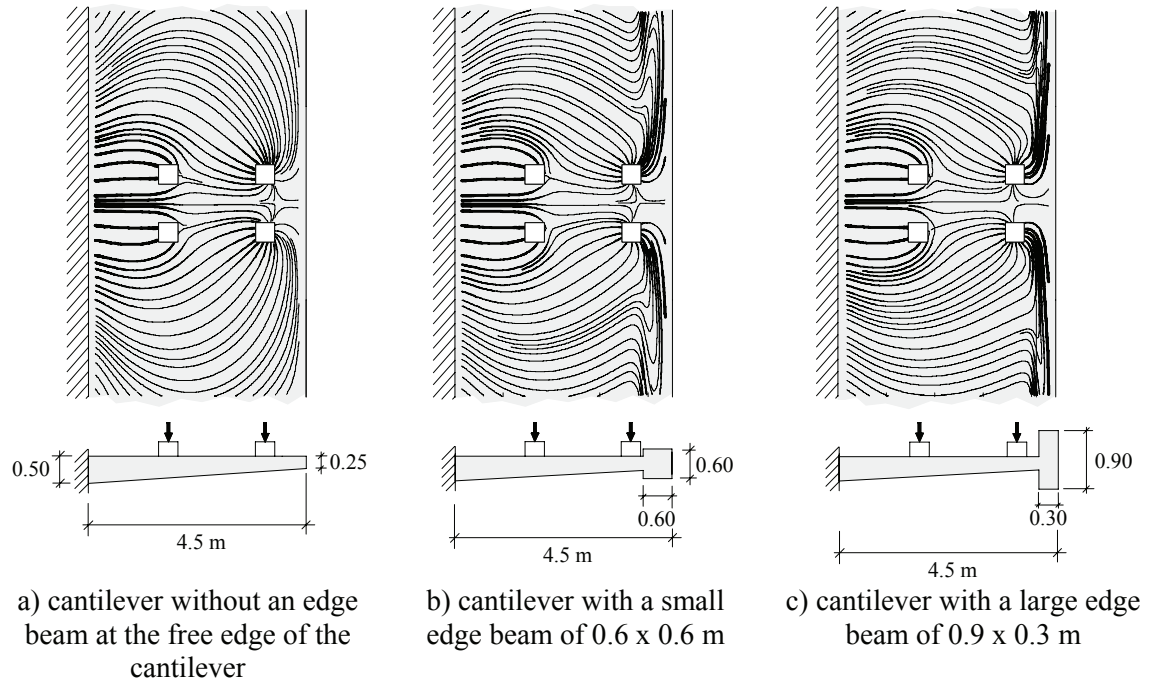 0.50
0.25
4.5 m
0.60
0.60
4.5 m
0.90
0.30
4.5 m
a) cantilever without an edge
beam at the free edge of the
cantilever
b) cantilever with a small
edge beam of 0.6 x 0.6 m
c) cantilever with a large edge
beam of 0.9 x 0.3 m